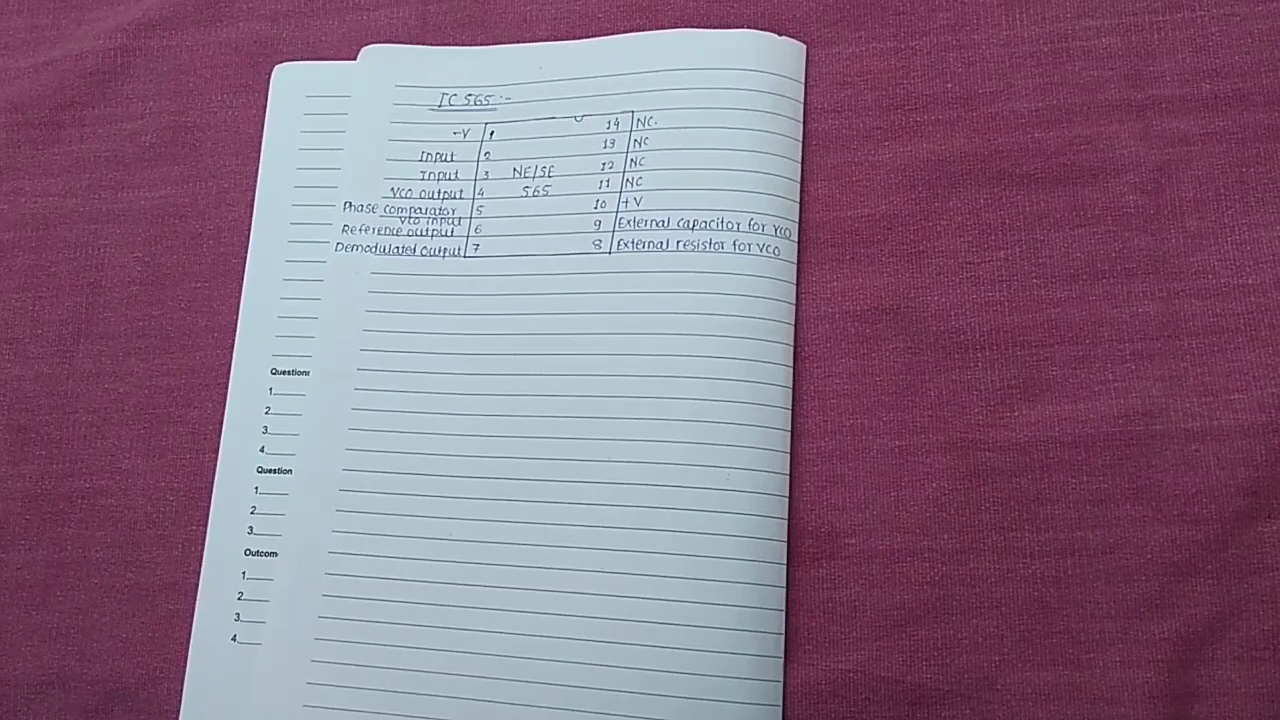 IC 565 :-
-V 1 14 NC.
Input 2 13 NC
Input 3 NE/SE 12 NC
VCO output 4 565 11 NC
Phase comparator VCO input 5 10 +V
Reference output 6 9 External capacitor for VCO
Demodulated output 7 8 External resistor for VCO
Questions
1.
2.
3.
4.
Question
1.
2.
3.
Outcom
1.
2.
3.
4.